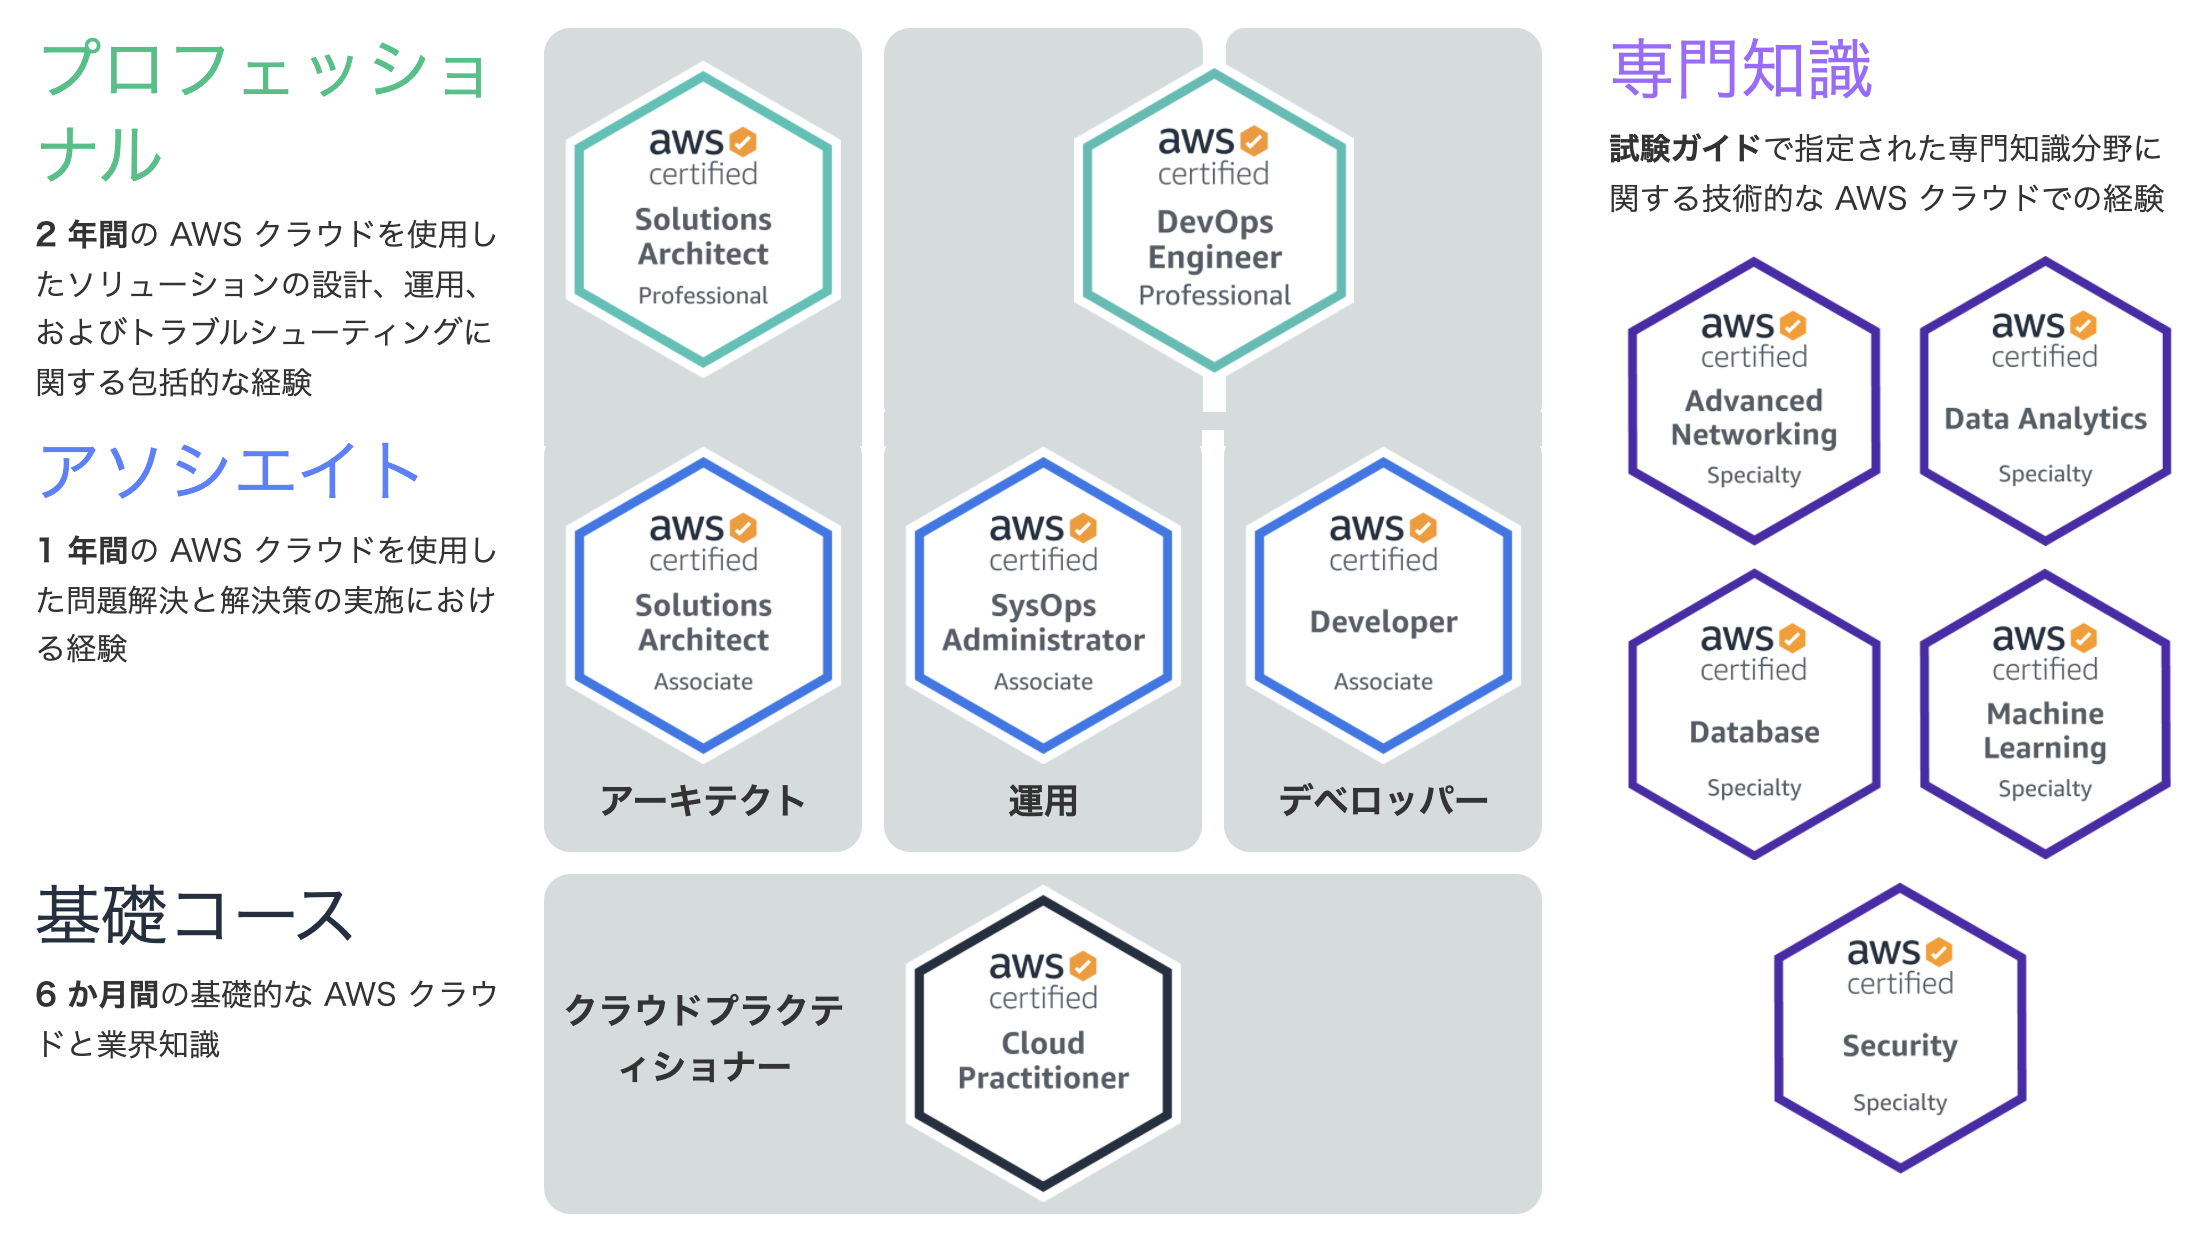 プロフェッショ
ナル
2 年間の AWS クラウドを使用し
たソリューションの設計、運用、
およびトラブルシューティングに
関する包括的な経験
aws
certified
Solutions
Architect
Professional
aws
certified
DevOps
Engineer
Professional
アソシエイト
1 年間の AWS クラウドを使用し
た問題解決と解決策の実施におけ
る経験
aws
certified
Solutions
Architect
Associate
アーキテクト
aws
certified
SysOps
Administrator
Associate
運用
aws
certified
Developer
Associate
デベロッパー
基礎コース
6 か月間の基礎的な AWS クラウ
ドと業界知識
クラウドプラクテ
ィショナー
aws
certified
Cloud
Practitioner
専門知識
試験ガイドで指定された専門知識分野に
関する技術的な AWS クラウドでの経験
aws
certified
Advanced
Networking
Specialty
aws
certified
Data Analytics
Specialty
aws
certified
Database
Specialty
aws
certified
Machine
Learning
Specialty
aws
certified
Security
Specialty